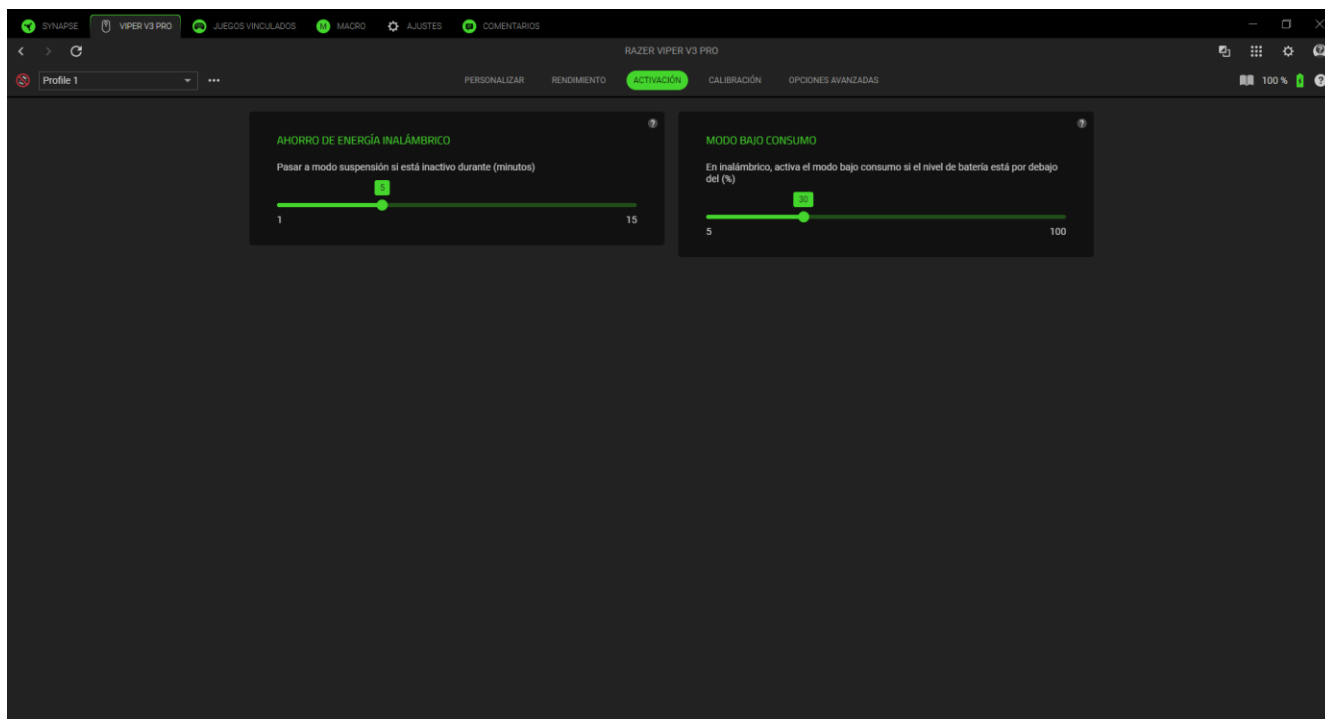 SYNAPSE VIPER V3 PRO JUEGOS VINCULADOS M MACRO AJUSTES COMENTARIOS
RAZER VIPER V3 PRO
Profile 1 PERSONALIZAR RENDIMIENTO ACTIVACIÓN CALIBRACIÓN OPCIONES AVANZADAS 100 % ?
?
AHORRO DE ENERGÍA INALÁMBRICO
Pasar a modo suspensión si está inactivo durante (minutos)
5
1 15
?
MODO BAJO CONSUMO
En inalámbrico, activa el modo bajo consumo si el nivel de batería está por debajo
del (%)
30
5 100